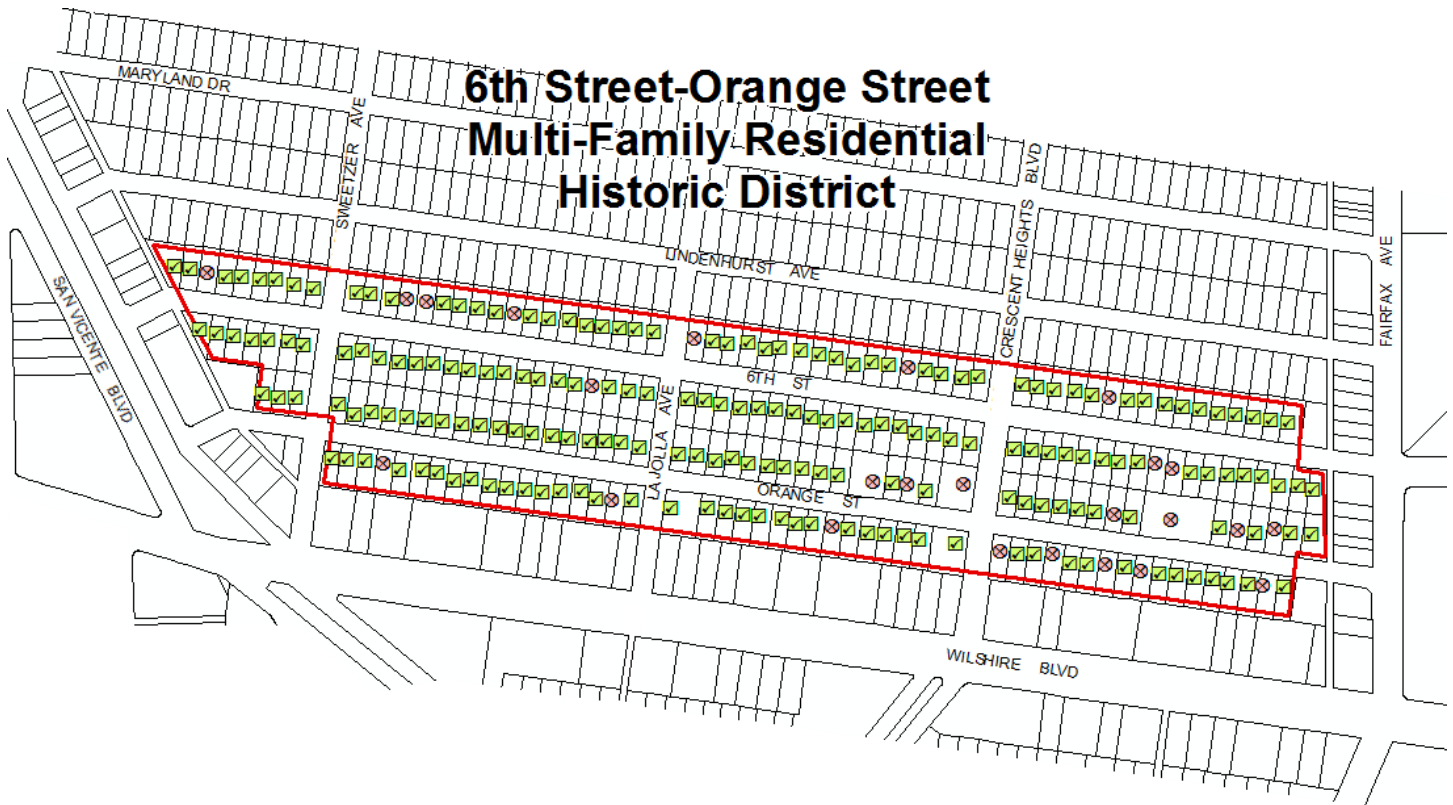 6th Street-Orange Street
Multi-Family Residential
Historic District
MARYLAND DR
SWEETZER AVE
CRESCENT HEIGHTS BLVD
FAIRFAX AVE
LINDENHURST AVE
SAN VICENTE BLVD
6TH ST
LA JOLLA AVE
ORANGE ST
WILSHIRE BLVD